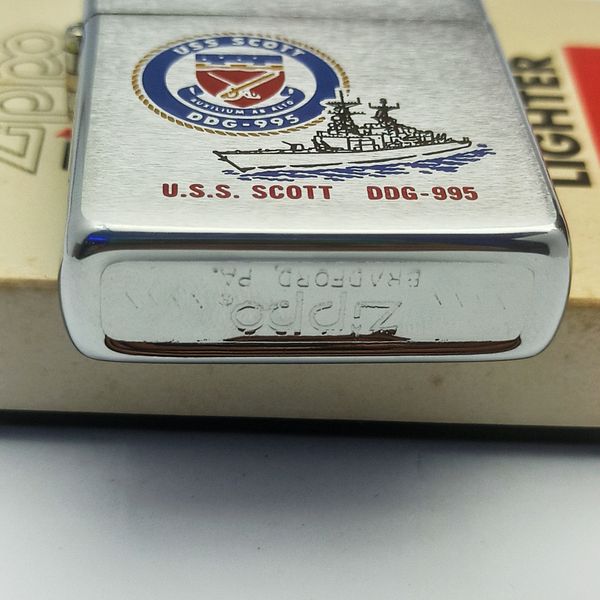 Zippo
LIGHTER
USS SCOTT
AUXILIUM AB ALTO
DDG-995
U.S.S. SCOTT DDG-995
BRADFORD, PA.
Zippo®
\\\\ \\\\